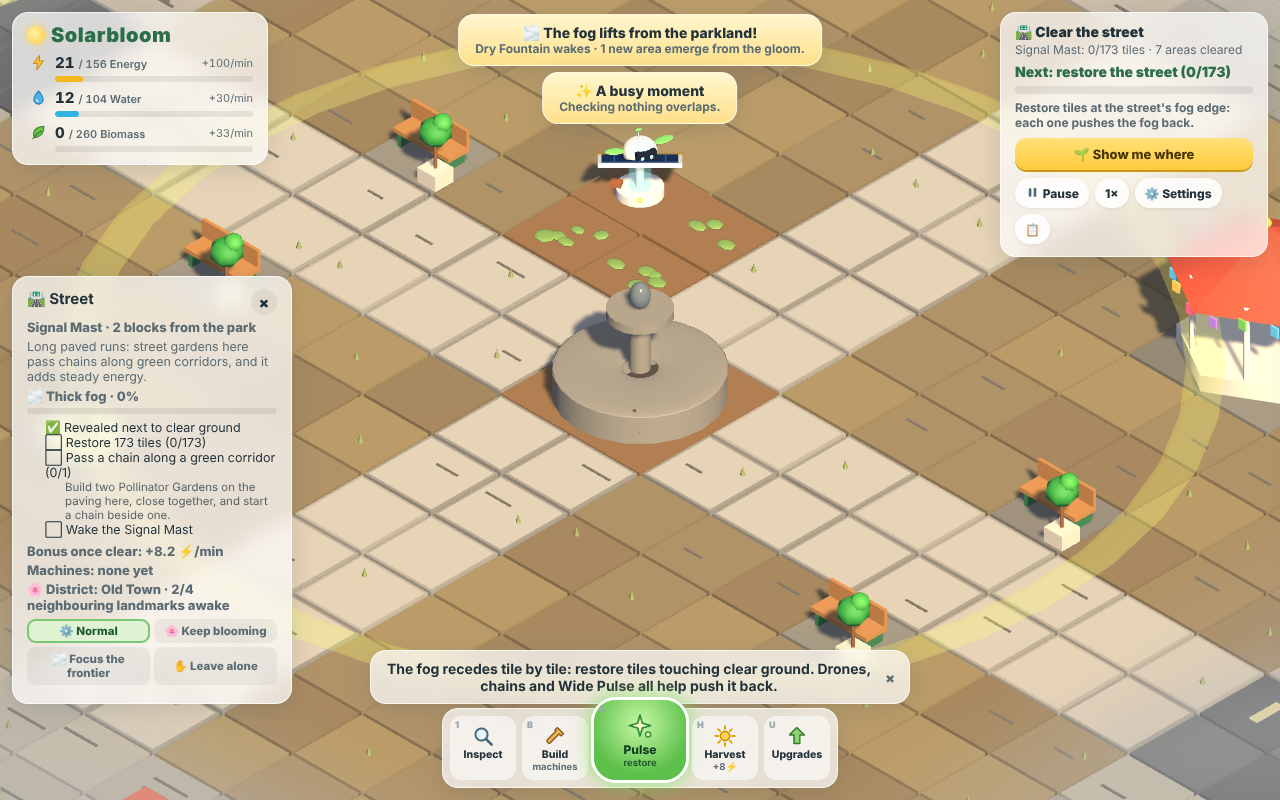 Solarbloom
21 / 156 Energy +100/min
12 / 104 Water +30/min
0 / 260 Biomass +33/min
🌫️ The fog lifts from the parkland!
Dry Fountain wakes · 1 new area emerge from the gloom.
✨ A busy moment
Checking nothing overlaps.
🛣️ Clear the street
Signal Mast: 0/173 tiles · 7 areas cleared
Next: restore the street (0/173)
Restore tiles at the street's fog edge:
each one pushes the fog back.
🌱 Show me where
⏸ Pause
1×
⚙️ Settings
📋
🛣️ Street
×
Signal Mast · 2 blocks from the park
Long paved runs: street gardens here
pass chains along green corridors, and it
adds steady energy.
🌫️ Thick fog · 0%
✅ Revealed next to clear ground
⬜ Restore 173 tiles (0/173)
⬜ Pass a chain along a green corridor
(0/1)
Build two Pollinator Gardens on the
paving here, close together, and start
a chain beside one.
⬜ Wake the Signal Mast
Bonus once clear: +8.2 ⚡/min
Machines: none yet
🌸 District: Old Town · 2/4
neighbouring landmarks awake
⚙️ Normal
🌸 Keep blooming
🌫️ Focus the
frontier
✋ Leave alone
The fog recedes tile by tile: restore tiles touching clear ground. Drones,
chains and Wide Pulse all help push it back.
×
1
Inspect
B
Build
machines
Pulse
restore
H
Harvest
+8⚡
U
Upgrades